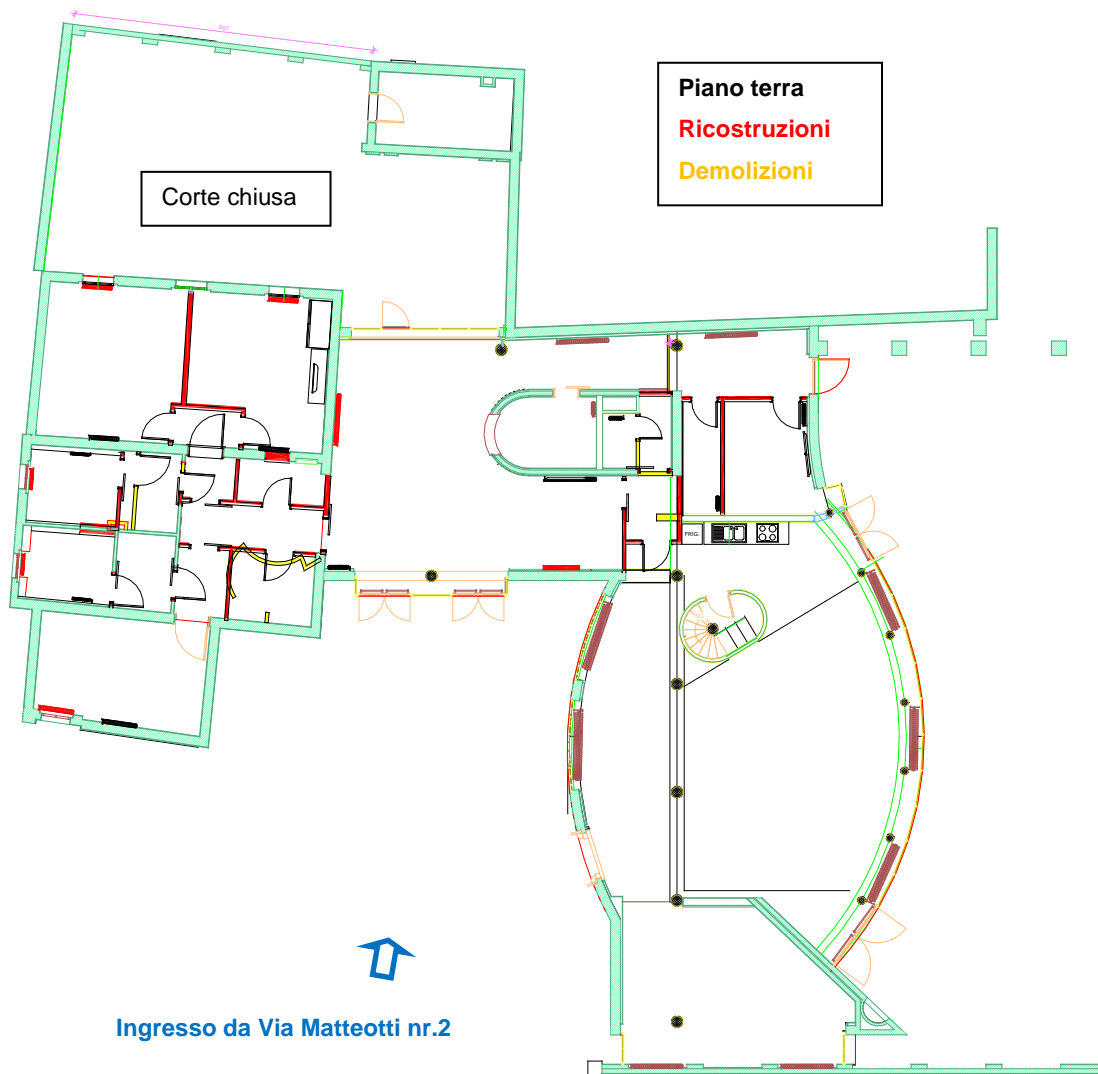 Piano terra
Ricostruzioni
Demolizioni
Corte chiusa
FRIG.
Ingresso da Via Matteotti nr.2